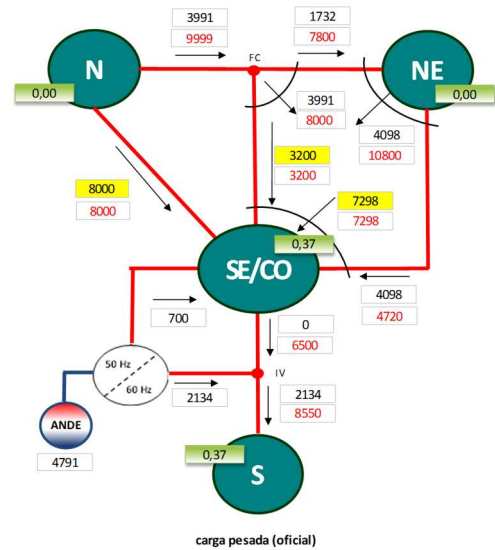 3991
9999
1732
7800
N
FC
NE
0,00
0,00
3991
8000
4098
10800
3200
3200
8000
8000
7298
7298
0,37
SE/CO
4098
4720
700
0
6500
50 Hz
60 Hz
IV
2134
2134
8550
ANDE
4791
0,37
S
carga pesada (oficial)